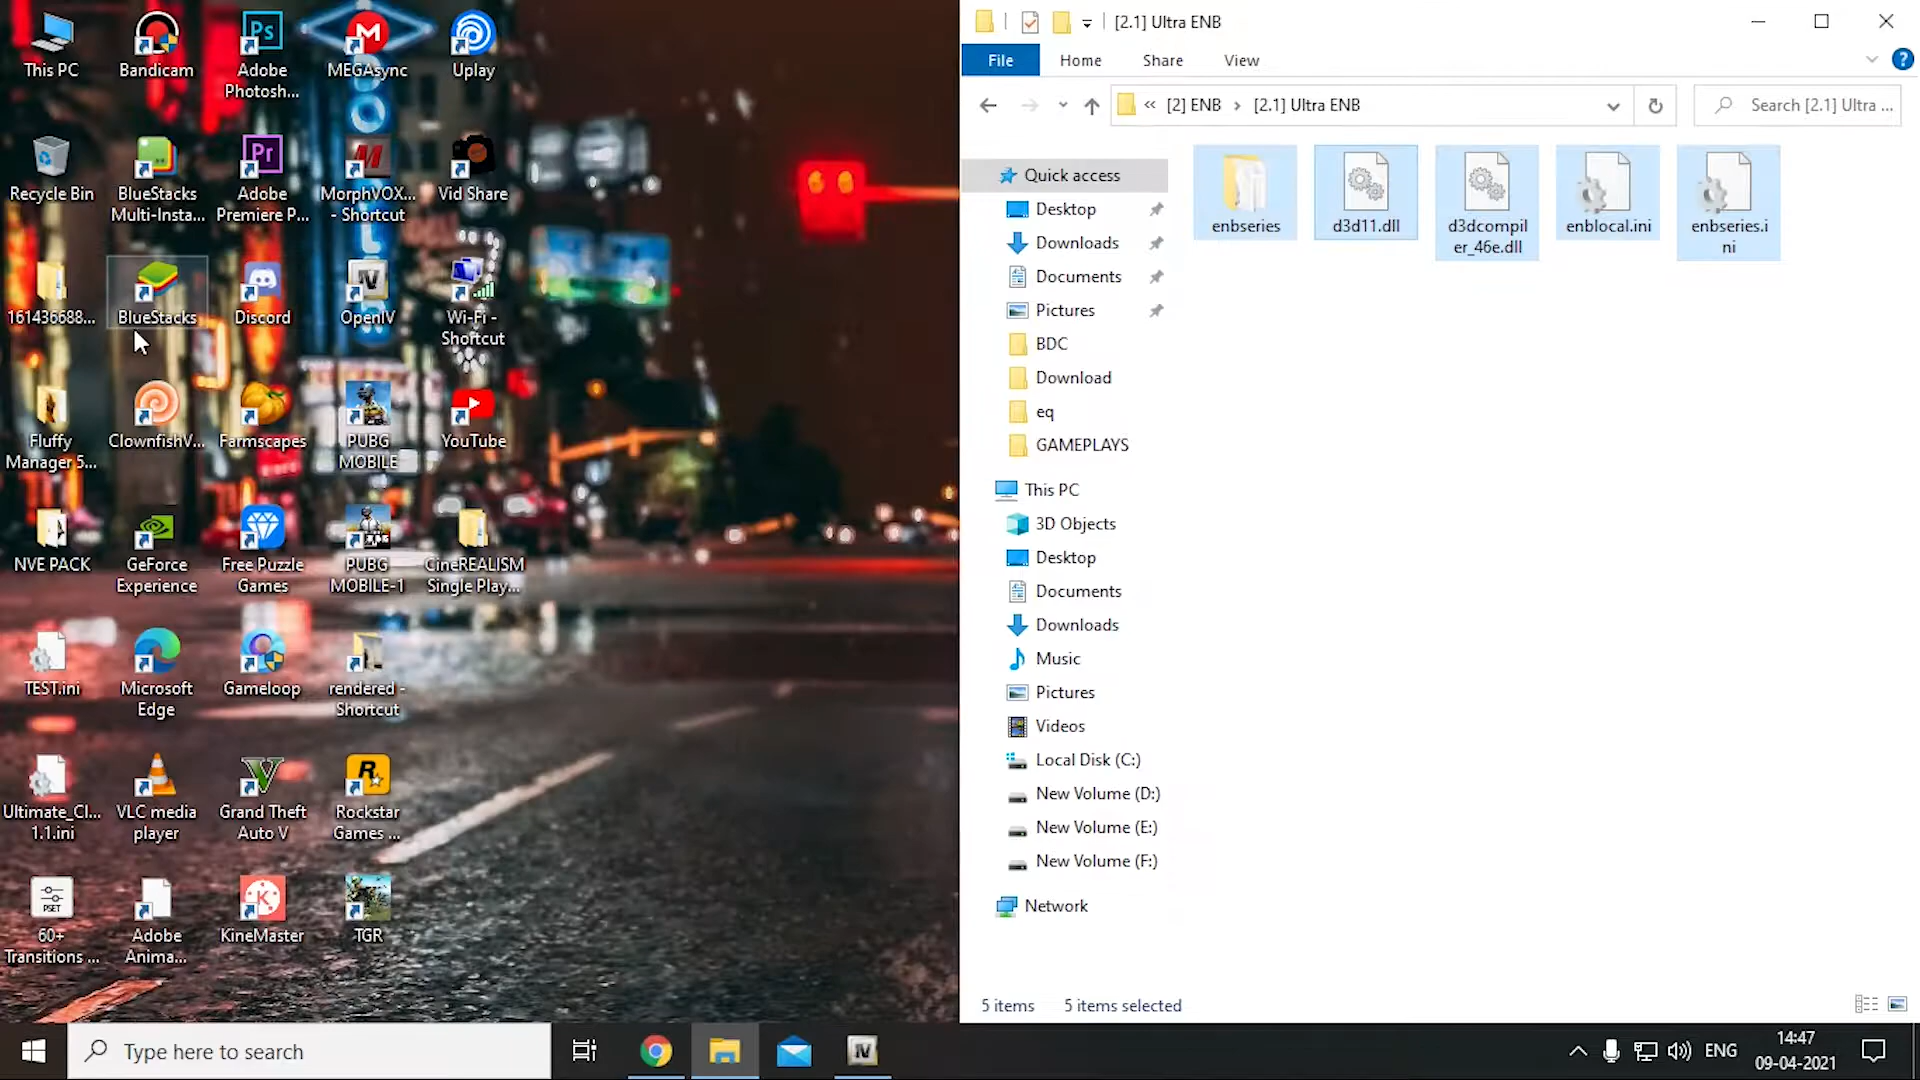 This PC
Bandicam
Adobe
Photosh...
MEGAsync
Uplay
Recycle Bin
BlueStacks
Multi-Insta...
Adobe
Premiere P...
MorphVOX...
- Shortcut
Vid Share
161436688...
BlueStacks
Discord
OpenIV
Wi-Fi -
Shortcut
Fluffy
Manager 5...
ClownfishV...
Farmscapes
PUBG
MOBILE
YouTube
NVE PACK
GeForce
Experience
Free Puzzle
Games
PUBG
MOBILE-1
CineREALISM
Single Play...
TEST.ini
Microsoft
Edge
Gameloop
rendered -
Shortcut
Ultimate_Cl...
1.1.ini
VLC media
player
Grand Theft
Auto V
Rockstar
Games ...
PSET
60+
Transitions ...
Adobe
Anima...
KineMaster
TGR
[2.1] Ultra ENB
File
Home
Share
View
« [2] ENB › [2.1] Ultra ENB
Search [2.1] Ultra ...
Quick access
Desktop
Downloads
Documents
Pictures
BDC
Download
eq
GAMEPLAYS
This PC
3D Objects
Desktop
Documents
Downloads
Music
Pictures
Videos
Local Disk (C:)
New Volume (D:)
New Volume (E:)
New Volume (F:)
Network
enbseries
d3d11.dll
d3dcompil
er_46e.dll
enblocal.ini
enbseries.i
ni
5 items
5 items selected
Type here to search
ENG
14:47
09-04-2021